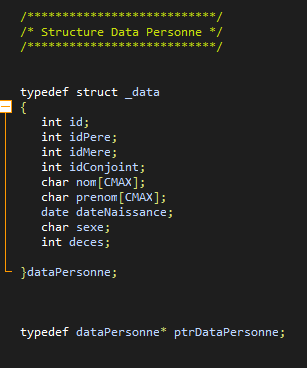 /***************************/
/* Structure Data Personne */
/***************************/
typedef struct _data
{
int id;
int idPere;
int idMere;
int idConjoint;
char nom[CMAX];
char prenom[CMAX];
date dateNaissance;
char sexe;
int deces;
}dataPersonne;
typedef dataPersonne* ptrDataPersonne;